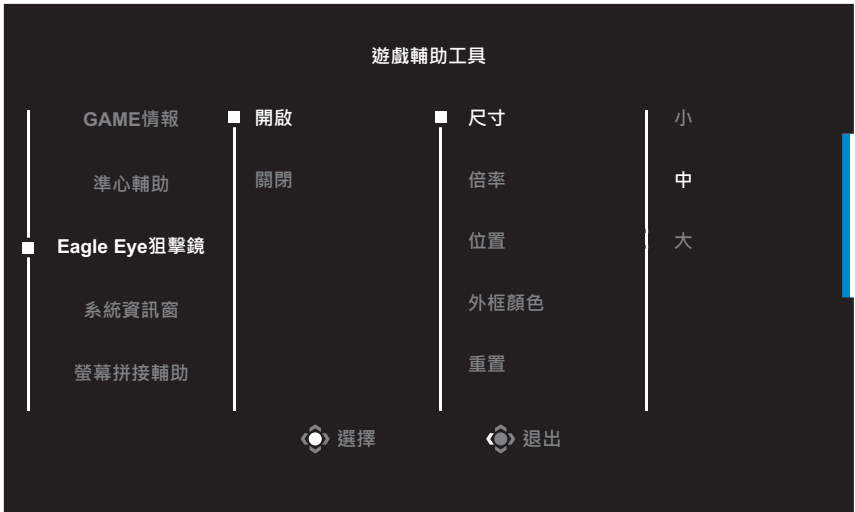 遊戲輔助工具
GAME情報
準心輔助
Eagle Eye狙擊鏡
系統資訊窗
螢幕拼接輔助
開啟
關閉
尺寸
倍率
位置
外框顏色
重置
小
中
大
選擇
退出